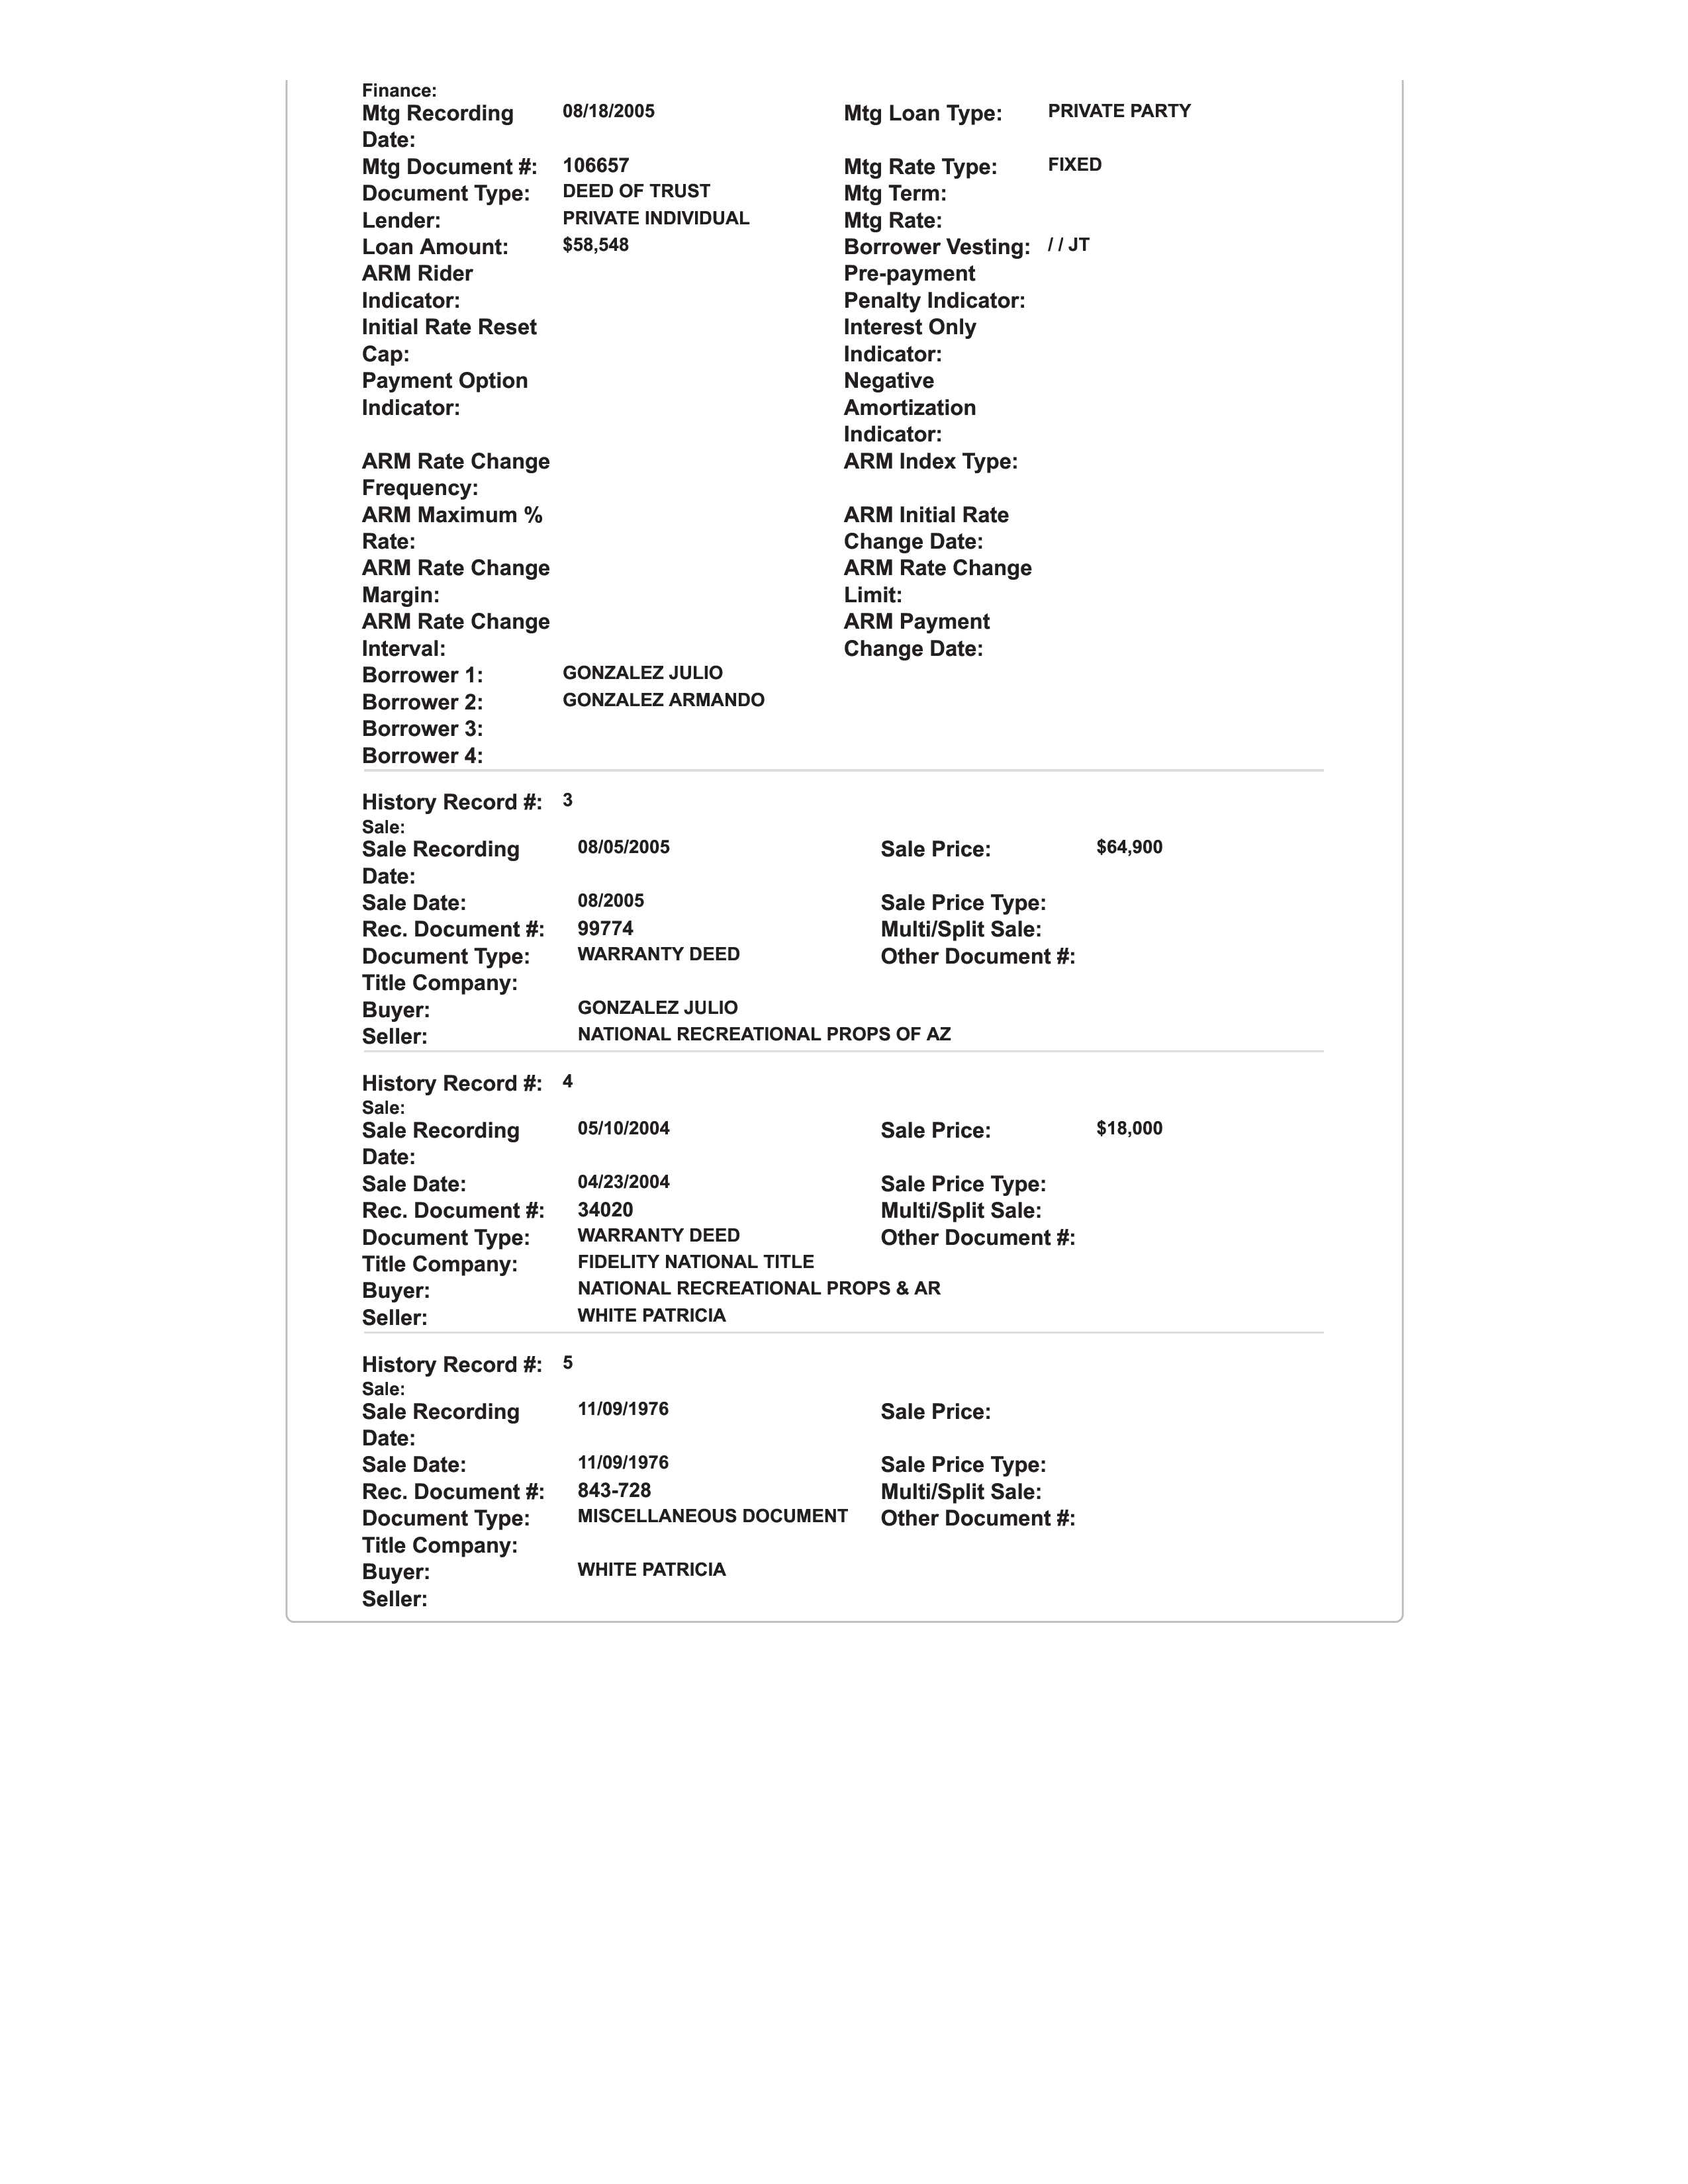 Finance:
Mtg Recording 08/18/2005 Mtg Loan Type: PRIVATE PARTY
Date:
Mtg Document #: 106657 Mtg Rate Type: FIXED
Document Type: DEED OF TRUST Mtg Term:
Lender: PRIVATE INDIVIDUAL Mtg Rate:
Loan Amount: $58,548 Borrower Vesting: / / JT
ARM Rider Pre-payment
Indicator: Penalty Indicator:
Initial Rate Reset Interest Only
Cap: Indicator:
Payment Option Negative
Indicator: Amortization
Indicator:
ARM Rate Change ARM Index Type:
Frequency:
ARM Maximum % ARM Initial Rate
Rate: Change Date:
ARM Rate Change ARM Rate Change
Margin: Limit:
ARM Rate Change ARM Payment
Interval: Change Date:
Borrower 1: GONZALEZ JULIO
Borrower 2: GONZALEZ ARMANDO
Borrower 3:
Borrower 4:
History Record #: 3
Sale:
Sale Recording 08/05/2005 Sale Price: $64,900
Date:
Sale Date: 08/2005 Sale Price Type:
Rec. Document #: 99774 Multi/Split Sale:
Document Type: WARRANTY DEED Other Document #:
Title Company:
Buyer: GONZALEZ JULIO
Seller: NATIONAL RECREATIONAL PROPS OF AZ
History Record #: 4
Sale:
Sale Recording 05/10/2004 Sale Price: $18,000
Date:
Sale Date: 04/23/2004 Sale Price Type:
Rec. Document #: 34020 Multi/Split Sale:
Document Type: WARRANTY DEED Other Document #:
Title Company: FIDELITY NATIONAL TITLE
Buyer: NATIONAL RECREATIONAL PROPS & AR
Seller: WHITE PATRICIA
History Record #: 5
Sale:
Sale Recording 11/09/1976 Sale Price:
Date:
Sale Date: 11/09/1976 Sale Price Type:
Rec. Document #: 843-728 Multi/Split Sale:
Document Type: MISCELLANEOUS DOCUMENT Other Document #:
Title Company:
Buyer: WHITE PATRICIA
Seller: